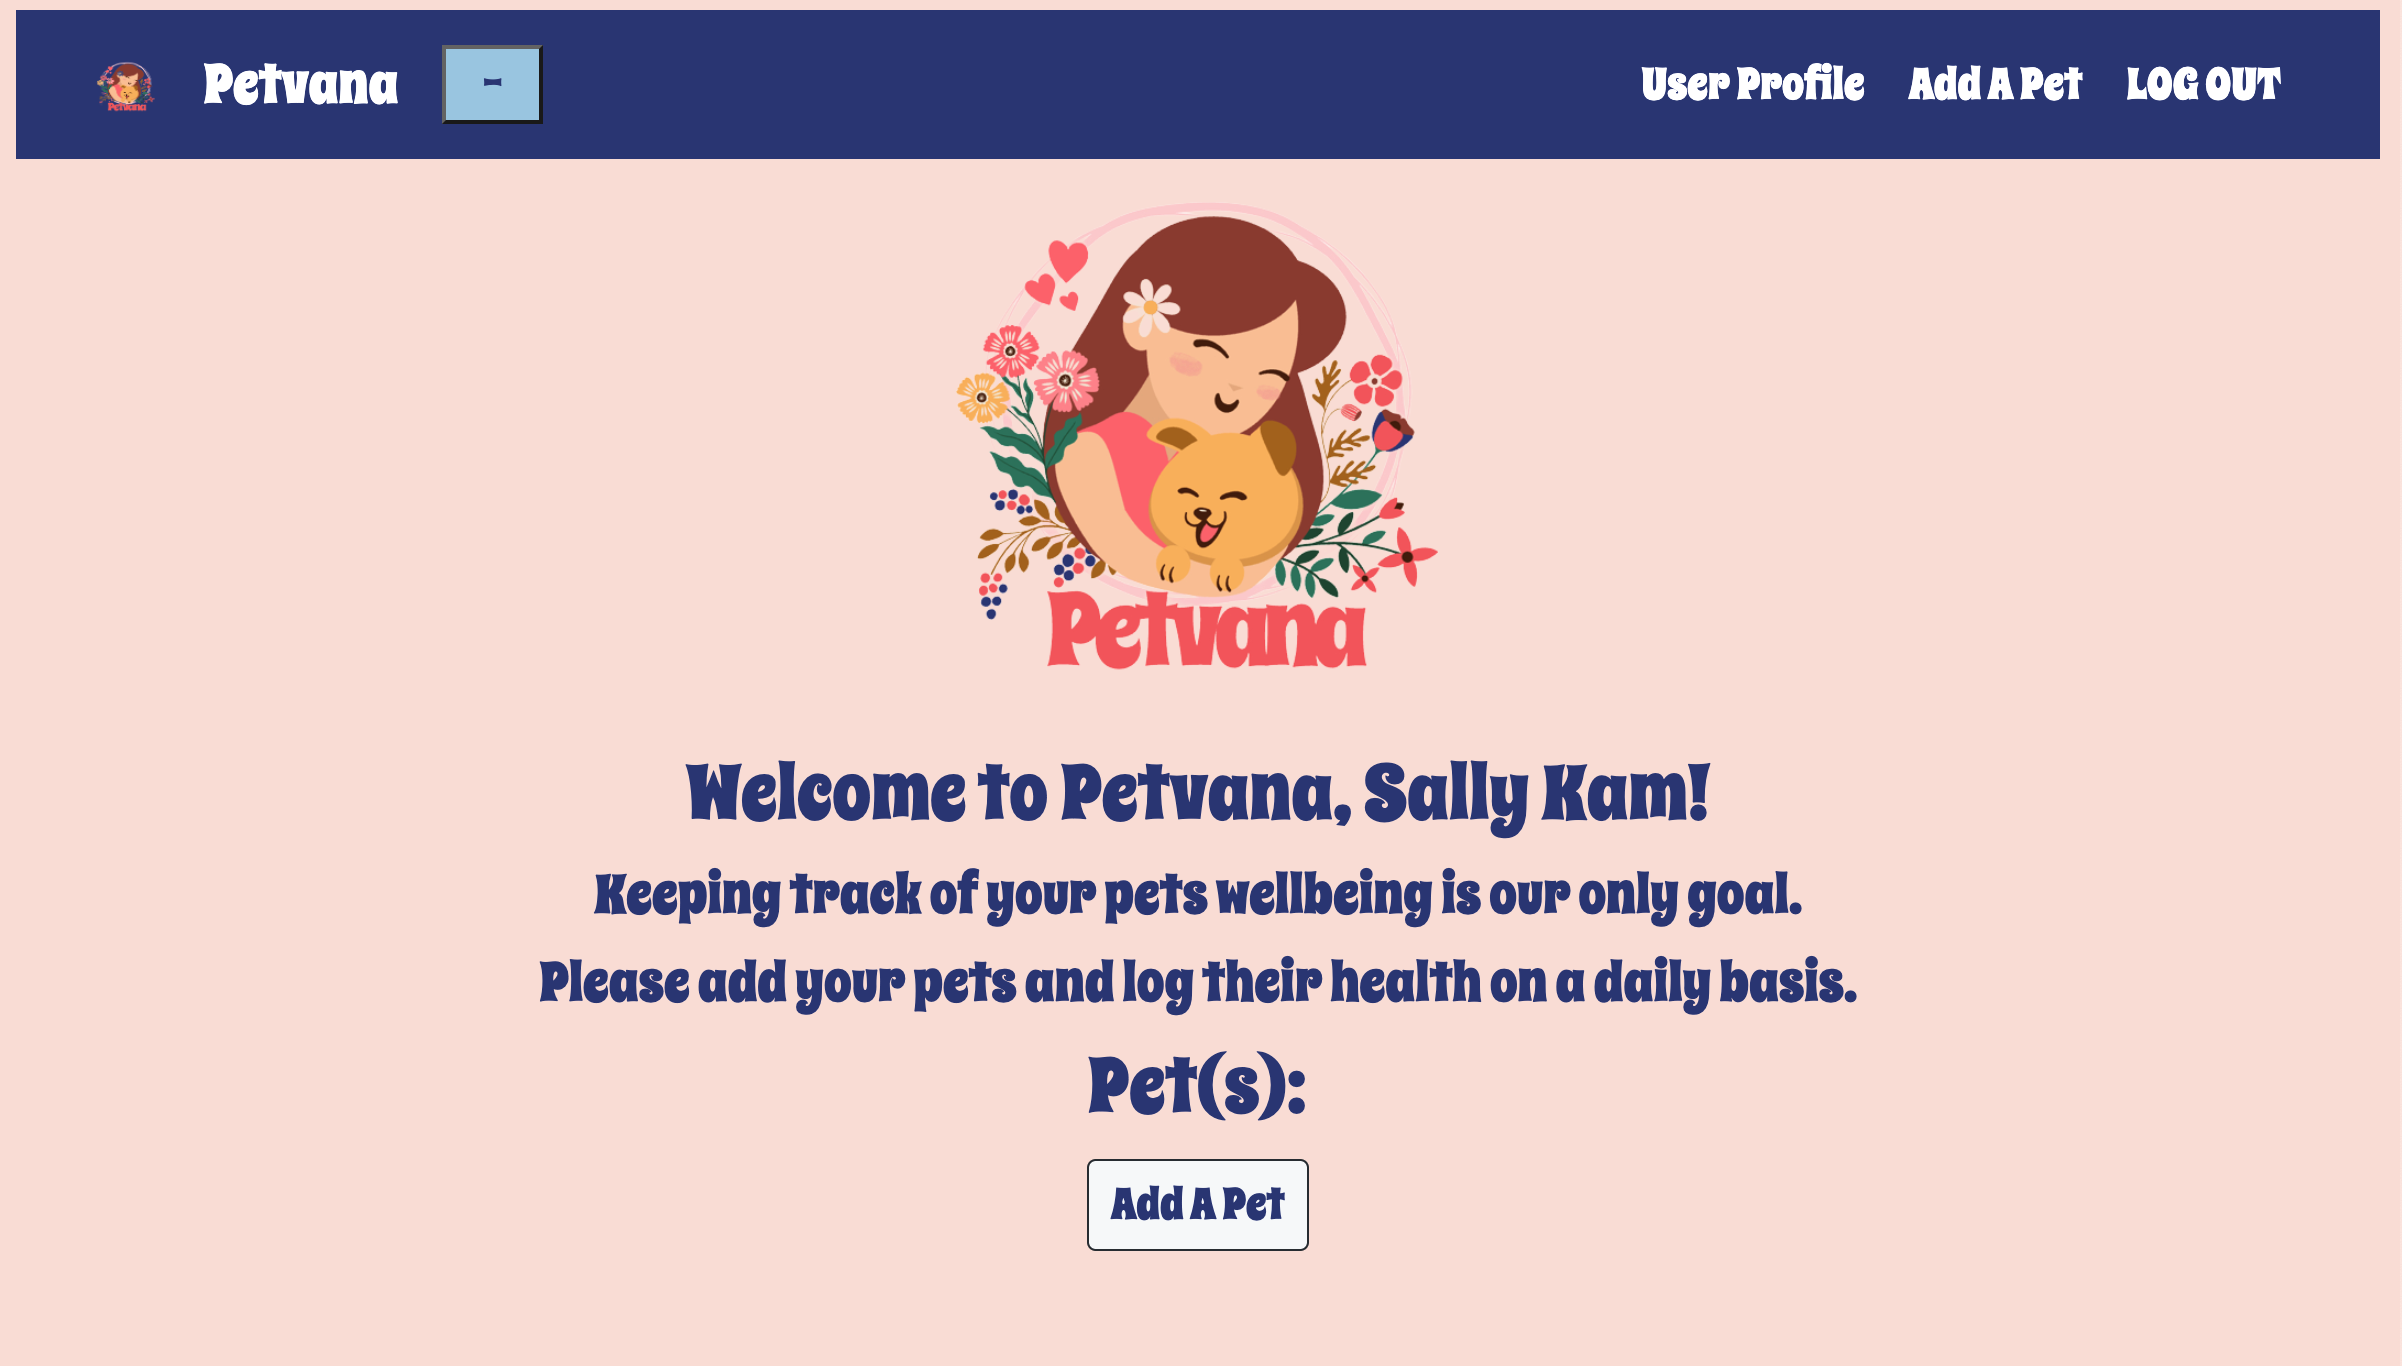 Petvana
Petvana
-
User Profile
Add A Pet
LOG OUT
Petvana
Welcome to Petvana, Sally Kam!
Keeping track of your pets wellbeing is our only goal.
Please add your pets and log their health on a daily basis.
Pet(s):
Add A Pet